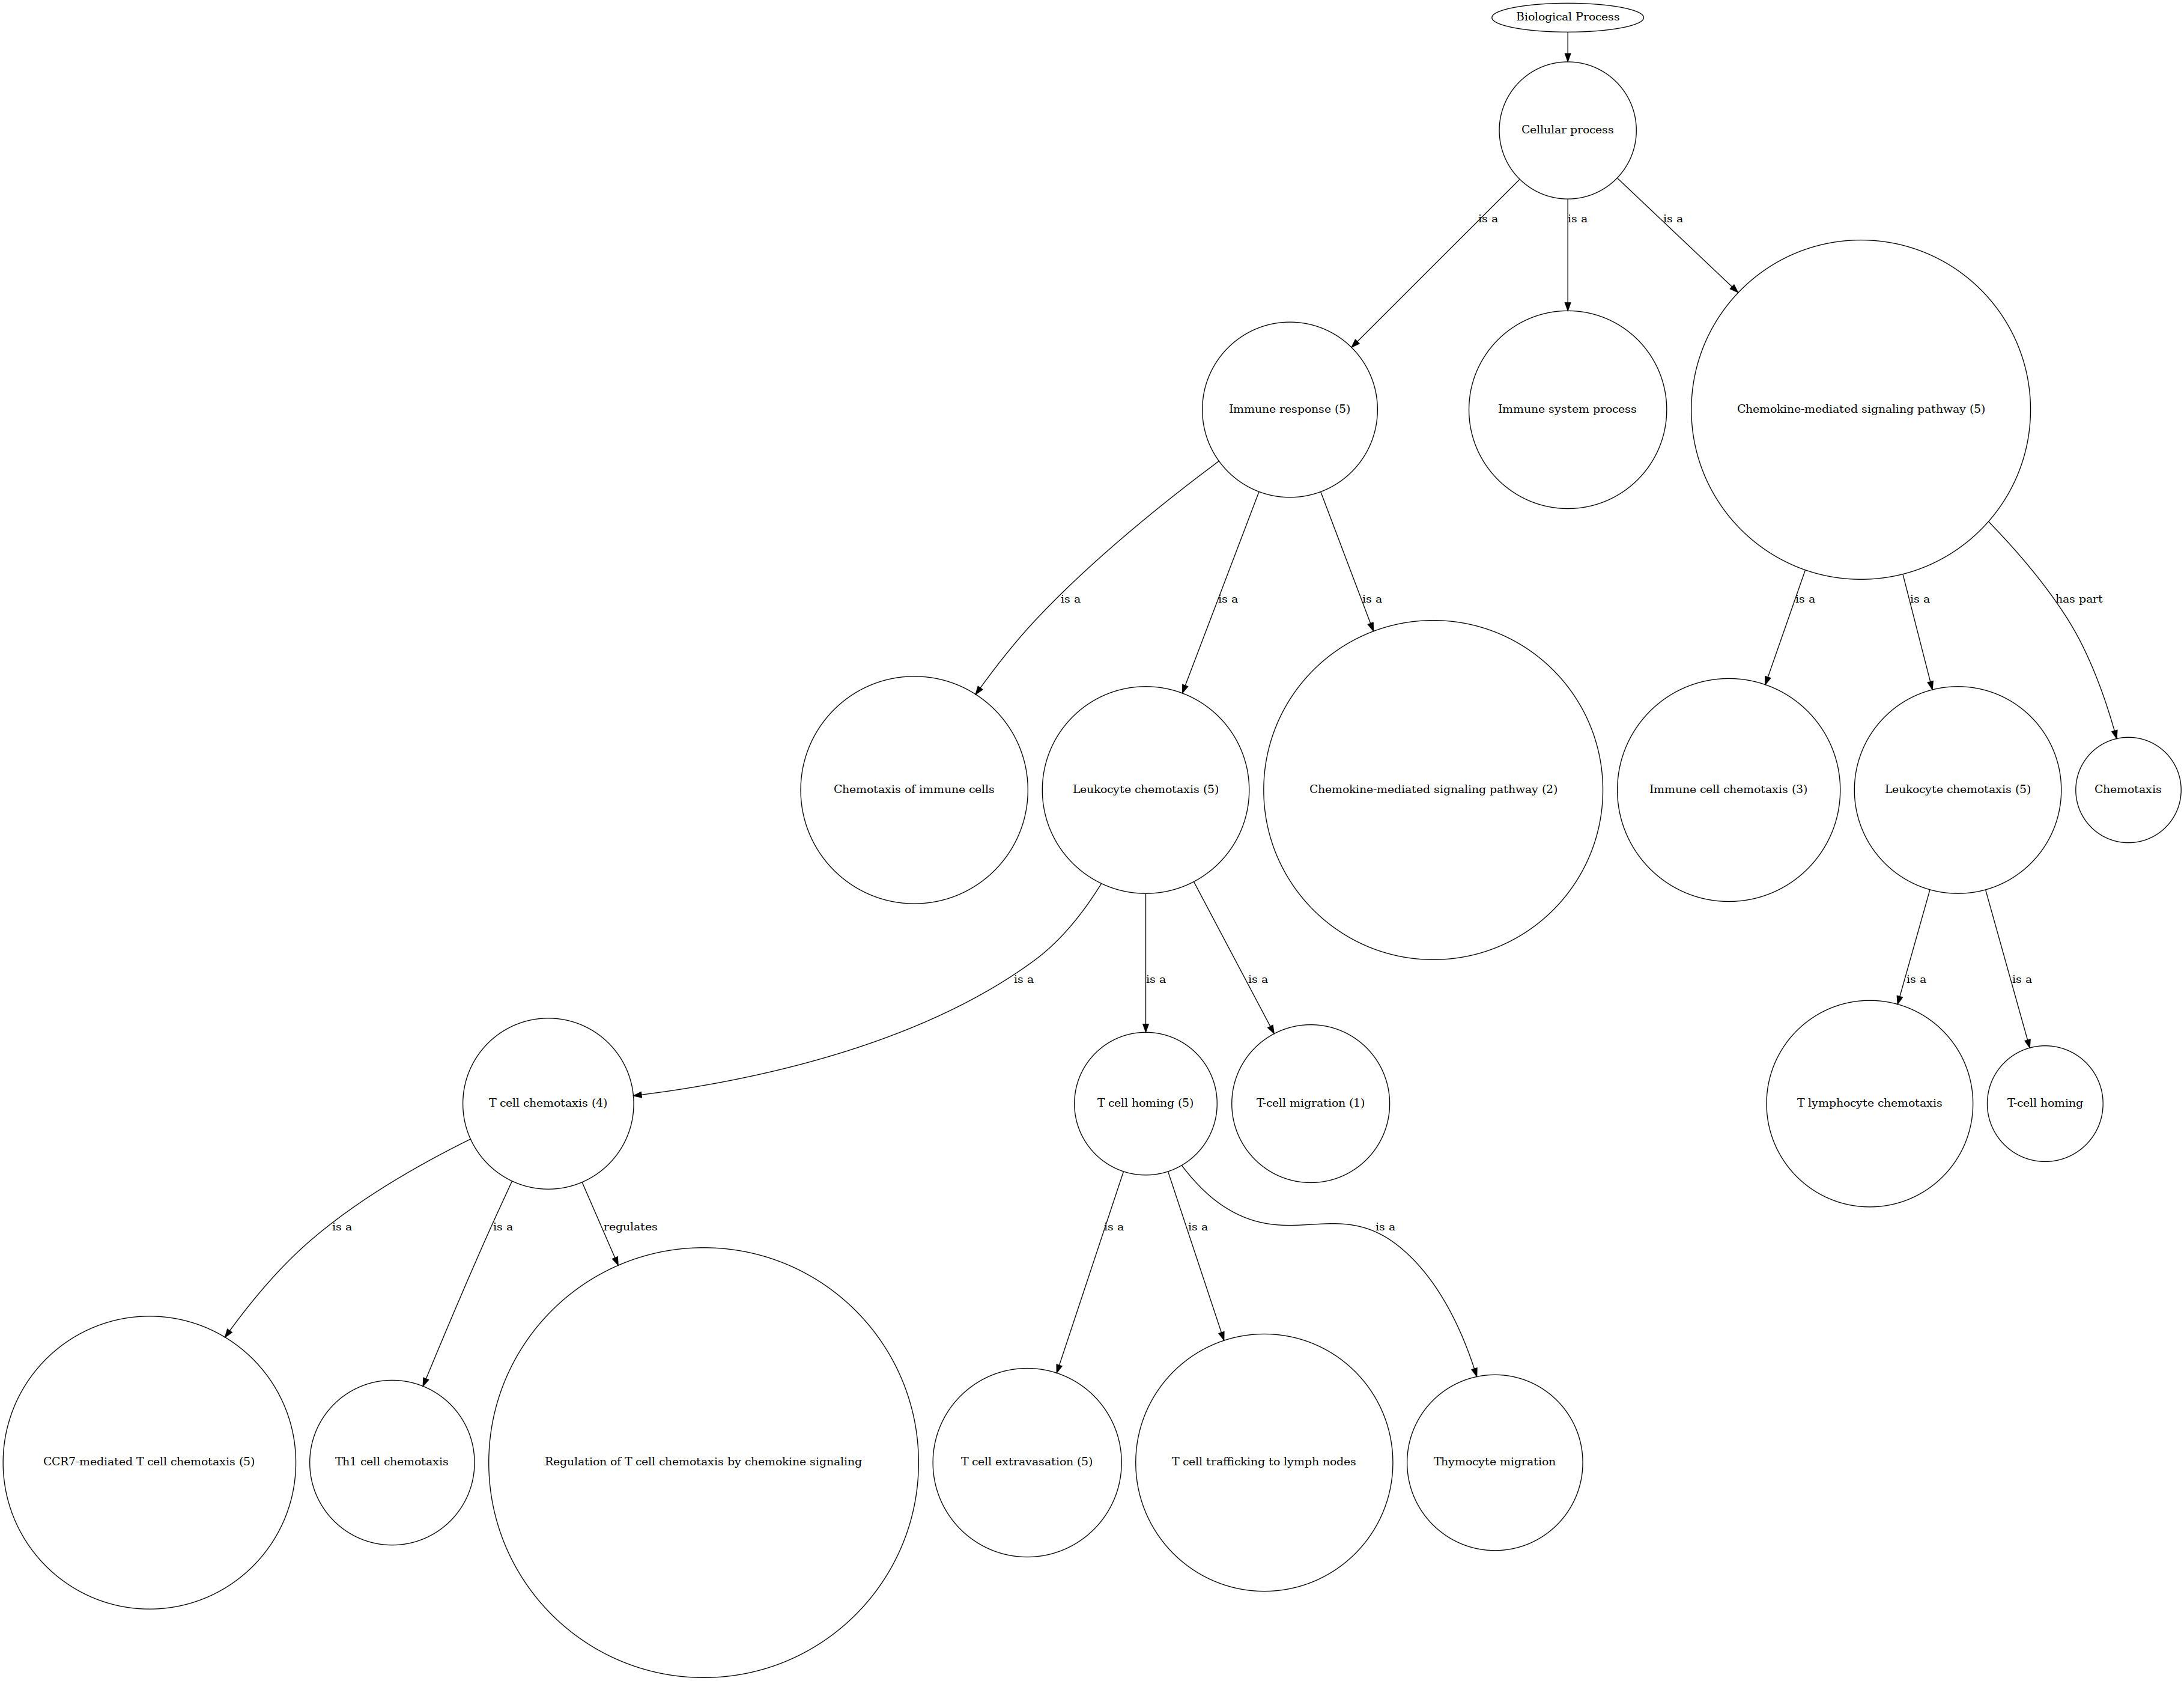 Biological Process
Cellular process
is a
is a
is a
Immune response (5)
Immune system process
Chemokine-mediated signaling pathway (5)
is a
is a
is a
is a
is a
has part
Chemotaxis of immune cells
Leukocyte chemotaxis (5)
Chemokine-mediated signaling pathway (2)
Immune cell chemotaxis (3)
Leukocyte chemotaxis (5)
Chemotaxis
is a
is a
is a
is a
is a
T cell chemotaxis (4)
T cell homing (5)
T-cell migration (1)
T lymphocyte chemotaxis
T-cell homing
is a
is a
regulates
is a
is a
is a
CCR7-mediated T cell chemotaxis (5)
Th1 cell chemotaxis
Regulation of T cell chemotaxis by chemokine signaling
T cell extravasation (5)
T cell trafficking to lymph nodes
Thymocyte migration